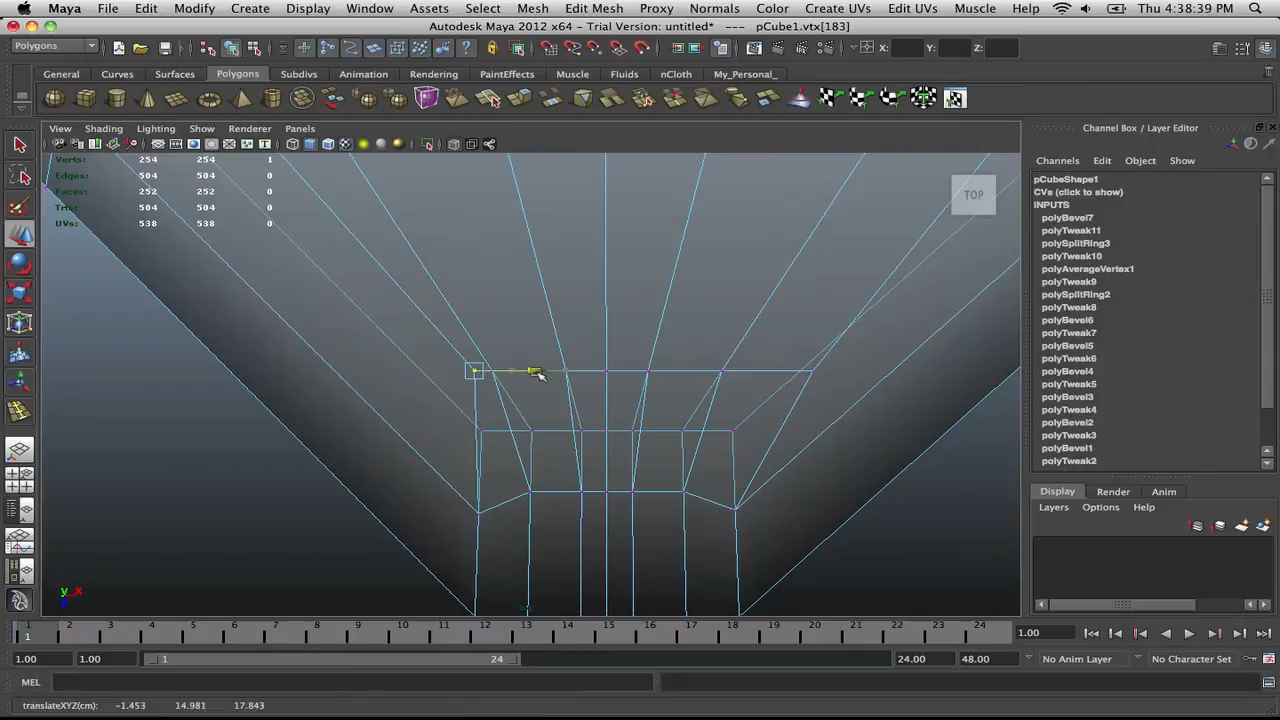 Maya File Edit Modify Create Display Window Assets Select Mesh Edit Mesh Proxy Normals Color Create UVs Edit UVs Muscle Help Thu 4:38:39 PM
Autodesk Maya 2012 x64 - Trial Version: untitled* --- pCube1.vtx[183]
Polygons X: Y: Z:
General Curves Surfaces Polygons Subdivs Animation Rendering PaintEffects Muscle Fluids nCloth My_Personal_
View Shading Lighting Show Renderer Panels
Channel Box / Layer Editor
Channels Edit Object Show
Verts: 254 254 1
Edges: 504 504 0
Faces: 252 252 0
Tris: 504 504 0
UVs: 538 538 0
TOP
pCubeShape1
CVs (click to show)
INPUTS
polyBevel7
polyTweak11
polySplitRing3
polyTweak10
polyAverageVertex1
polyTweak9
polySplitRing2
polyTweak8
polyBevel6
polyTweak7
polyBevel5
polyTweak6
polyBevel4
polyTweak5
polyBevel3
polyTweak4
polyBevel2
polyTweak3
polyBevel1
polyTweak2
Display Render Anim
Layers Options Help
y x
z
1 2 3 4 5 6 7 8 9 10 11 12 13 14 15 16 17 18 19 20 21 22 23 24
1 1.00
1.00 1.00 1 24 24.00 48.00 No Anim Layer No Character Set
MEL
translateXYZ(cm): -1.453 14.981 17.843